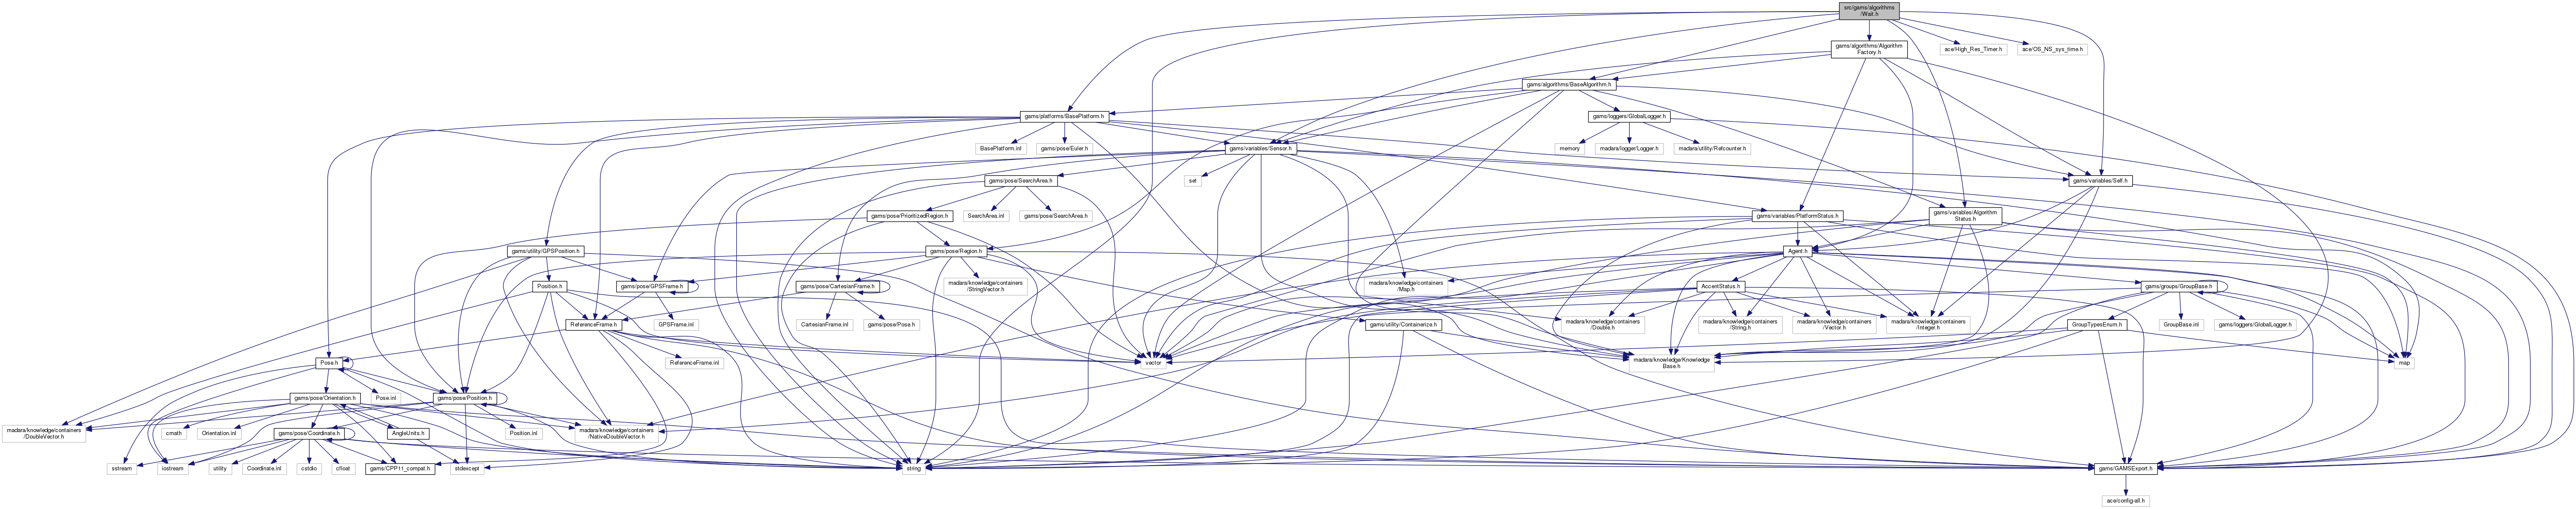 src/gams/algorithms
/Wait.h
gams/algorithms/Algorithm
Factory.h
ace/High_Res_Timer.h
ace/OS_NS_sys_time.h
gams/algorithms/BaseAlgorithm.h
gams/platforms/BasePlatform.h
gams/loggers/GlobalLogger.h
BasePlatform.inl
gams/pose/Euler.h
gams/variables/Sensor.h
memory
madara/logger/Logger.h
madara/utility/Refcounter.h
set
gams/pose/SearchArea.h
gams/variables/Self.h
gams/pose/PrioritizedRegion.h
SearchArea.inl
gams/pose/SearchArea.h
gams/variables/PlatformStatus.h
gams/variables/Algorithm
Status.h
gams/utility/GPSPosition.h
gams/pose/Region.h
Agent.h
Position.h
gams/pose/GPSFrame.h
gams/pose/CartesianFrame.h
madara/knowledge/containers
/StringVector.h
madara/knowledge/containers
/Map.h
AccentStatus.h
gams/groups/GroupBase.h
ReferenceFrame.h
GPSFrame.inl
CartesianFrame.inl
gams/pose/Pose.h
gams/utility/Containerize.h
madara/knowledge/containers
/Double.h
madara/knowledge/containers
/String.h
madara/knowledge/containers
/Vector.h
madara/knowledge/containers
/Integer.h
GroupTypesEnum.h
GroupBase.inl
gams/loggers/GlobalLogger.h
Pose.h
ReferenceFrame.inl
vector
madara/knowledge/Knowledge
Base.h
map
gams/pose/Orientation.h
Pose.inl
gams/pose/Position.h
madara/knowledge/containers
/DoubleVector.h
cmath
Orientation.inl
gams/pose/Coordinate.h
AngleUnits.h
Position.inl
madara/knowledge/containers
/NativeDoubleVector.h
sstream
iostream
utility
Coordinate.inl
cstdio
cfloat
gams/CPP11_compat.h
stdexcept
string
gams/GAMSExport.h
ace/config-all.h